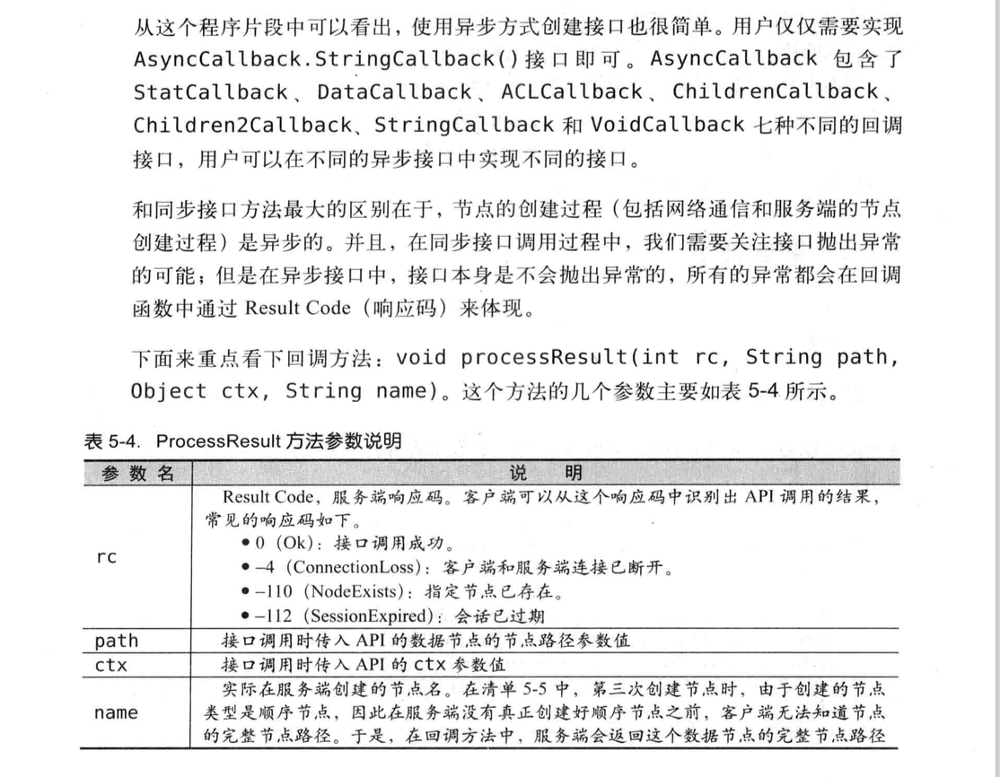 从这个程序片段中可以看出，使用异步方式创建接口也很简单。用户仅仅需要实现
AsyncCallback.StringCallback()接口即可。AsyncCallback 包含了
StatCallback、DataCallback、ACLCallback、ChildrenCallback、
Children2Callback、StringCallback 和 VoidCallback 七种不同的回调
接口，用户可以在不同的异步接口中实现不同的接口。
和同步接口方法最大的区别在于，节点的创建过程（包括网络通信和服务端的节点
创建过程）是异步的。并且，在同步接口调用过程中，我们需要关注接口抛出异常
的可能；但是在异步接口中，接口本身是不会抛出异常的，所有的异常都会在回调
函数中通过 Result Code（响应码）来体现。
下面来重点看下回调方法：void processResult(int rc, String path,
Object ctx, String name)。这个方法的几个参数主要如表 5-4 所示。
表 5-4. ProcessResult 方法参数说明
参 数 名 说 明
Result Code，服务端响应码。客户端可以从这个响应码中识别出 API 调用的结果，
常见的响应码如下。
● 0（Ok）：接口调用成功。
rc
● –4（ConnectionLoss）：客户端和服务端连接已断开。
● –110（NodeExists）：指定节点已存在。
● –112（SessionExpired）：会话已过期
path 接口调用时传入 API 的数据节点的节点路径参数值
ctx 接口调用时传入 API 的 ctx 参数值
实际在服务端创建的节点名。在清单 5-5 中，第三次创建节点时，由于创建的节点
name 类型是顺序节点，因此在服务端没有真正创建好顺序节点之前，客户端无法知道节点
的完整节点路径。于是，在回调方法中，服务端会返回这个数据节点的完整节点路径